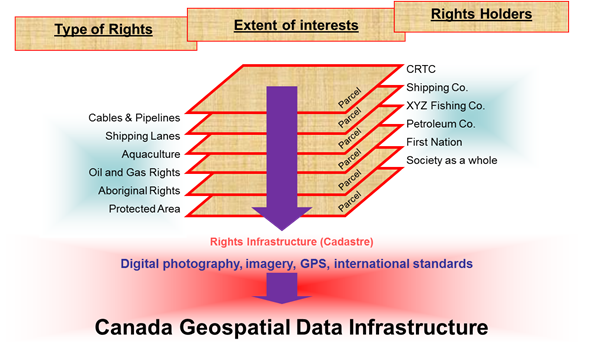 Type of Rights
Extent of interests
Rights Holders
Cables & Pipelines
Shipping Lanes
Aquaculture
Oil and Gas Rights
Aboriginal Rights
Protected Area
Parcel
Parcel
Parcel
Parcel
Parcel
Parcel
CRTC
Shipping Co.
XYZ Fishing Co.
Petroleum Co.
First Nation
Society as a whole
Rights Infrastructure (Cadastre)
Digital photography, imagery, GPS, international standards
Canada Geospatial Data Infrastructure